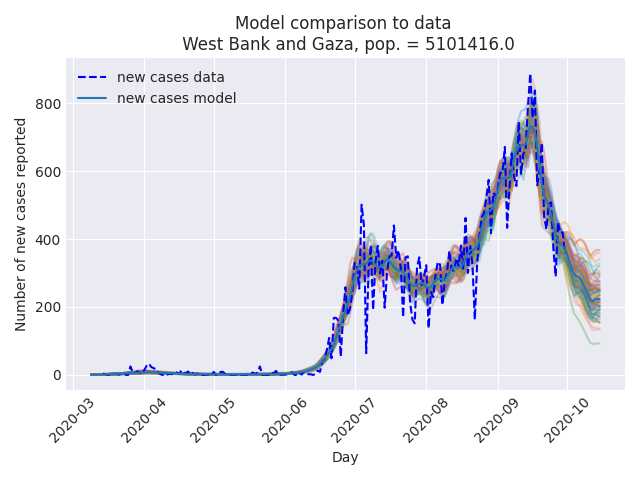 Model comparison to data
West Bank and Gaza, pop. = 5101416.0
new cases data
new cases model
Number of new cases reported
800
600
400
200
0
2020-03
2020-04
2020-05
2020-06
2020-07
2020-08
2020-09
2020-10
Day